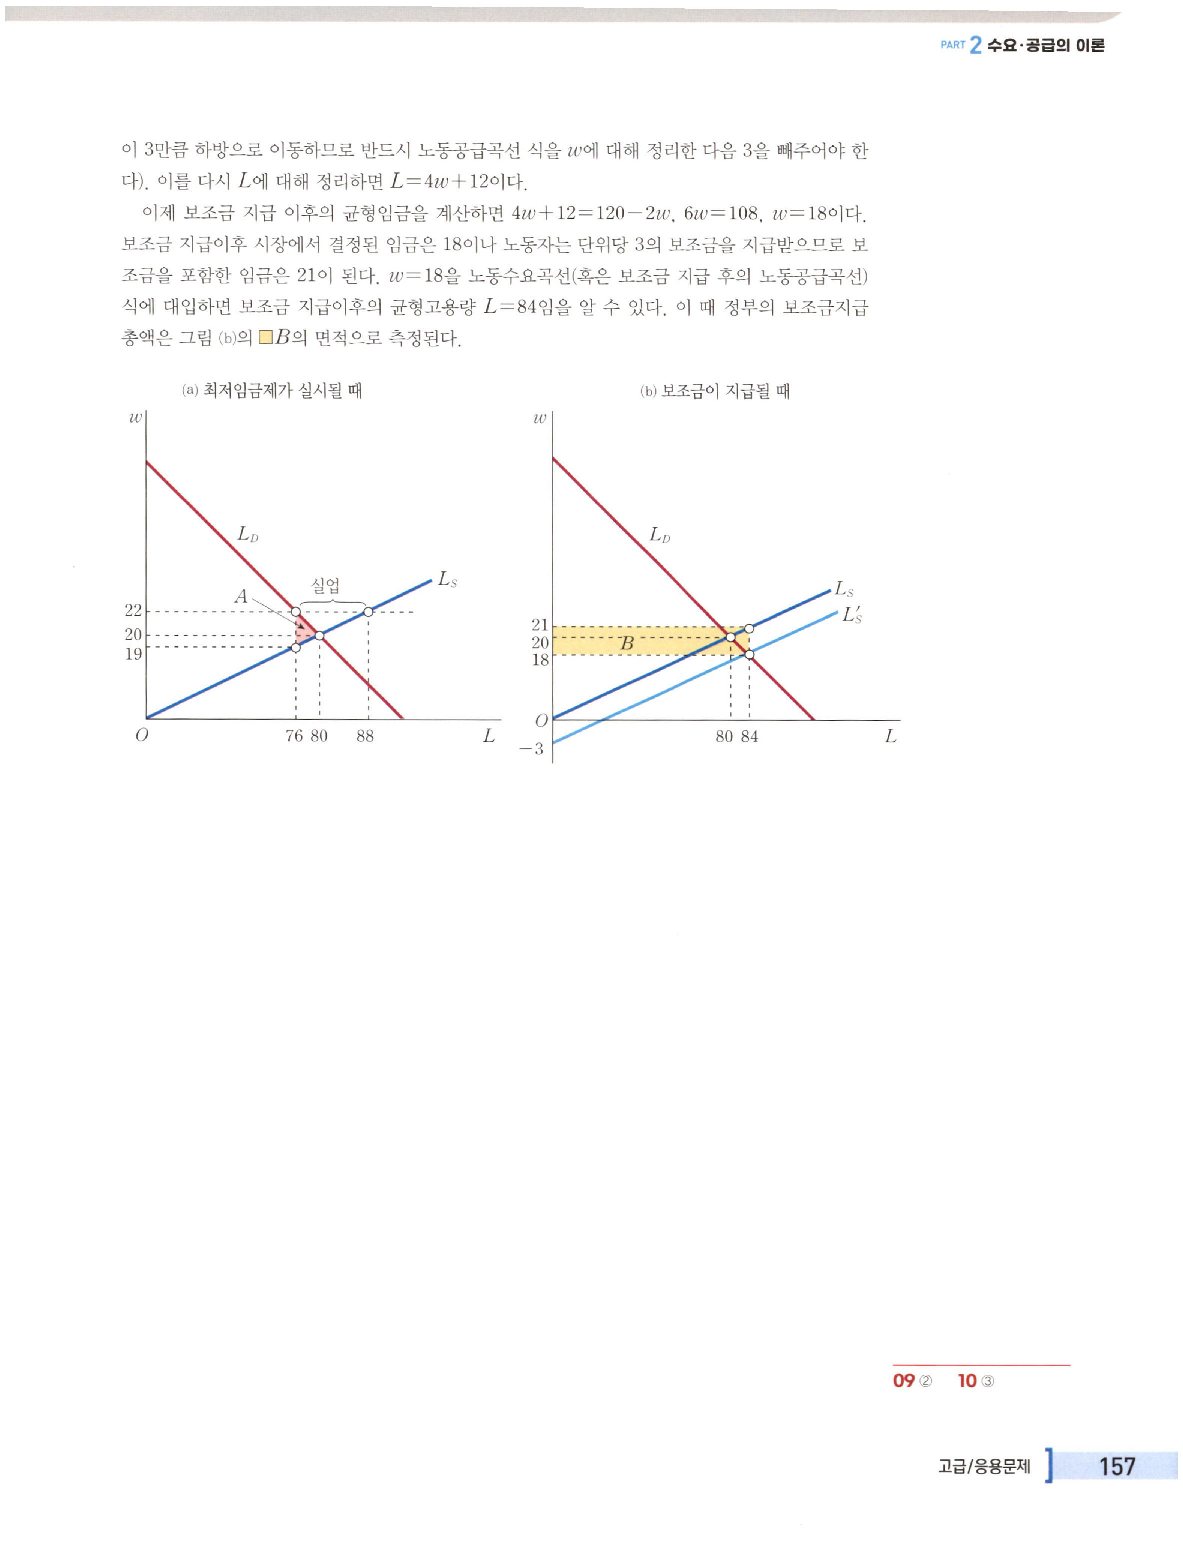 PART 2 수요·공급의 이론
이 3만큼 하방으로 이동하므로 반드시 노동공급곡선 식을 w에 대해 정리한 다음 3을 빼주어야 한
다). 이를 다시 L에 대해 정리하면 L=4w+12이다.
이제 보조금 지급 이후의 균형임금을 계산하면 4w+12=120-2w, 6w=108, w=18이다.
보조금 지급이후 시장에서 결정된 임금은 18이나 노동자는 단위당 3의 보조금을 지급받으므로 보
조금을 포함한 임금은 21이 된다. w=18을 노동수요곡선(혹은 보조금 지급 후의 노동공급곡선)
식에 대입하면 보조금 지급이후의 균형고용량 L=84임을 알 수 있다. 이 때 정부의 보조금지급
총액은 그림 (b)의 □B의 면적으로 측정된다.
(a) 최저임금제가 실시될 때
w
L_D
실업
L_S
A
22
20
19
O
76 80 88 L
(b) 보조금이 지급될 때
w
L_D
L_S
L'_S
21
20
18
B
O
-3
80 84 L
09 ② 10 ③
고급/응용문제 157